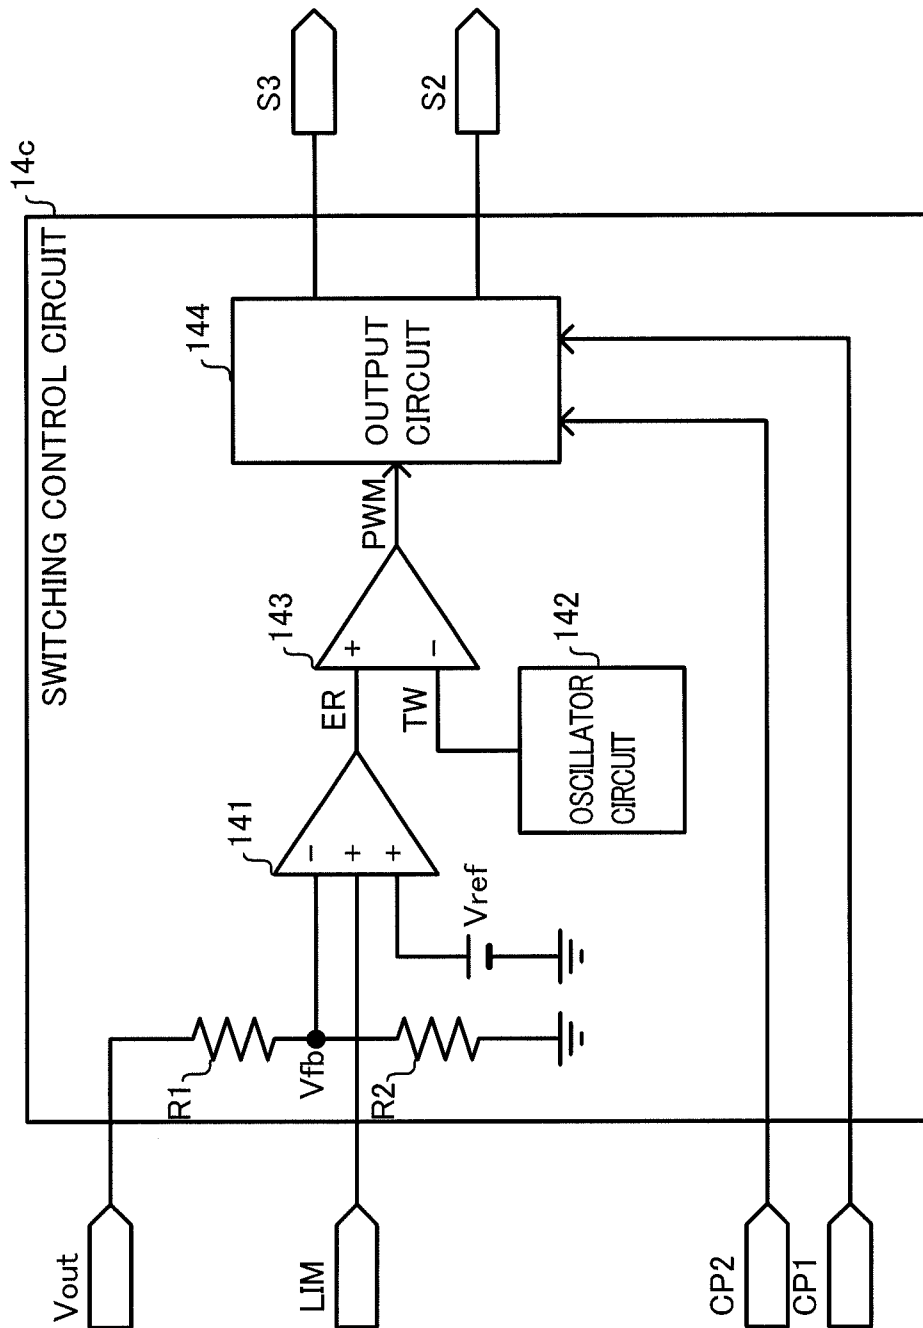 SWITCHING CONTROL CIRCUIT
14c
Vout
R1
Vfb
R2
LIM
Vref
141
-
+
+
ER
TW
143
+
-
OSCILLATOR
CIRCUIT
142
PWM
144
OUTPUT
CIRCUIT
S3
S2
CP2
CP1